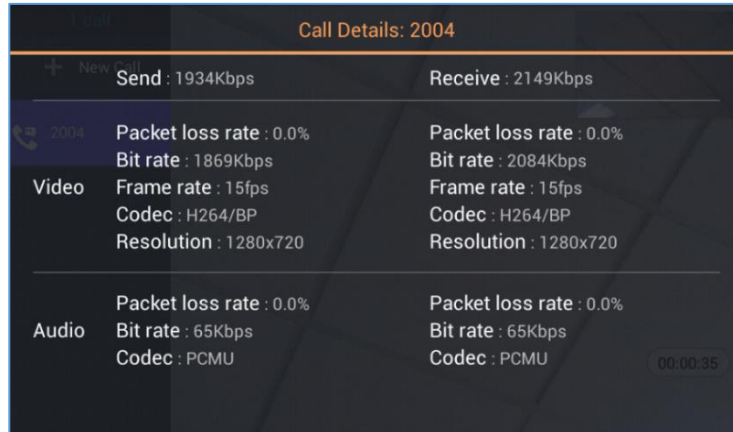 1 call
Call Details: 2004
New Call
Send : 1934Kbps Receive : 2149Kbps
2004
Packet loss rate : 0.0% Packet loss rate : 0.0%
Bit rate : 1869Kbps Bit rate : 2084Kbps
Video Frame rate : 15fps Frame rate : 15fps
Codec : H264/BP Codec : H264/BP
Resolution : 1280x720 Resolution : 1280x720
Packet loss rate : 0.0% Packet loss rate : 0.0%
Audio Bit rate : 65Kbps Bit rate : 65Kbps
Codec : PCMU Codec : PCMU
00:00:35